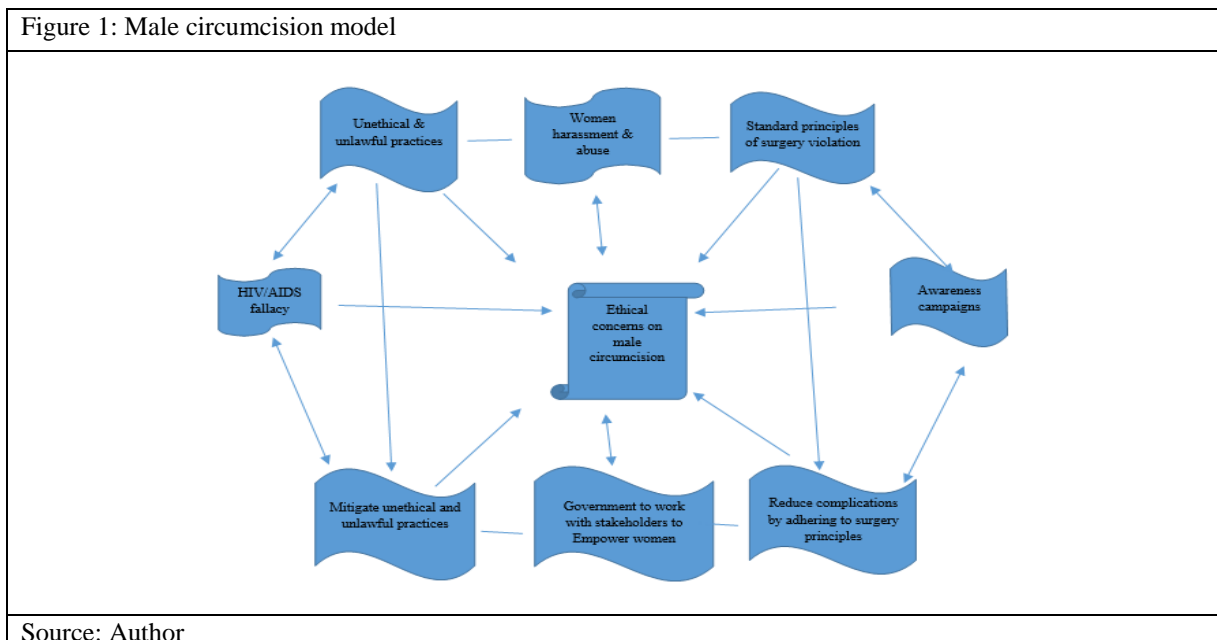 Figure 1: Male circumcision model
Unethical &
unlawful practices
Women
harassment &
abuse
Standard principles
of surgery violation
HIV/AIDS
fallacy
Ethical
concerns on
male
circumcision
Awareness
campaigns
Mitigate unethical and
unlawful practices
Government to work
with stakeholders to
Empower women
Reduce complications
by adhering to surgery
principles
Source: Author